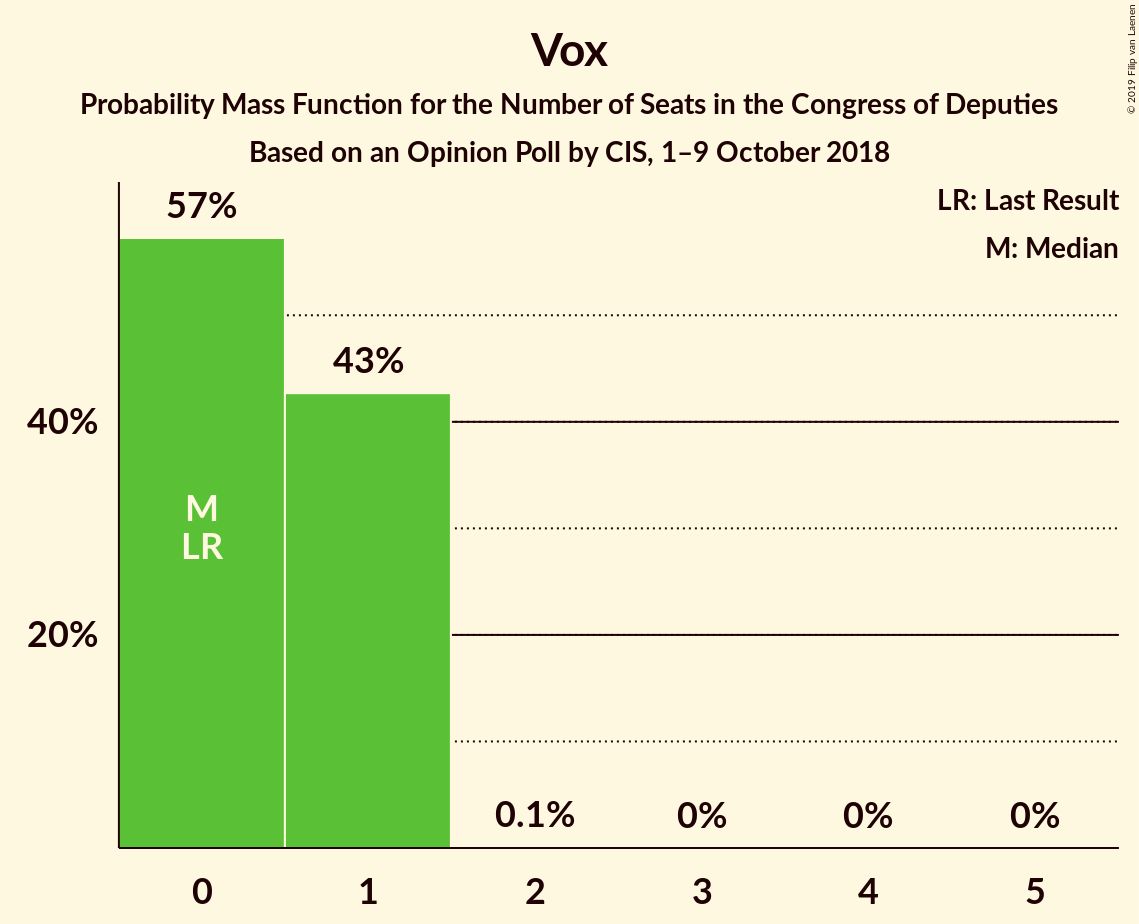 Vox
Probability Mass Function for the Number of Seats in the Congress of Deputies
Based on an Opinion Poll by CIS, 1–9 October 2018
© 2019 Filip van Laenen
LR: Last Result
M: Median
57%
43%
40%
M
LR
20%
0.1%
0%
0%
0%
0
1
2
3
4
5